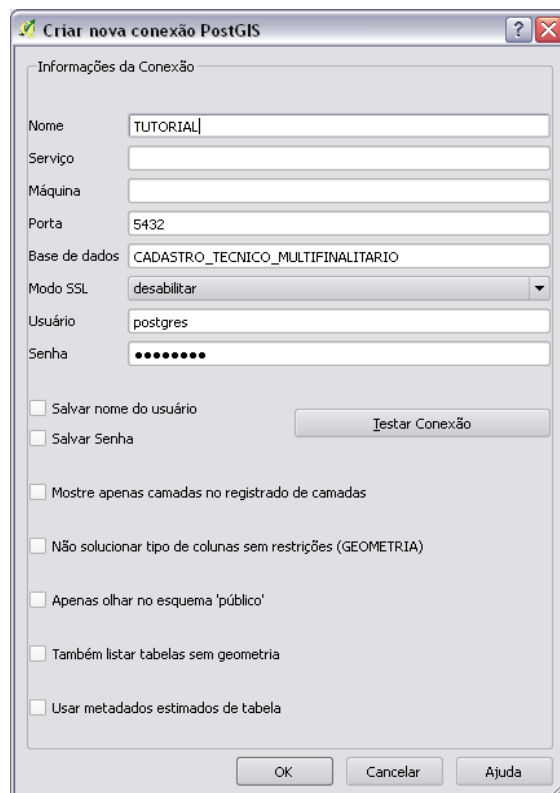 Criar nova conexão PostGIS
Informações da Conexão
Nome TUTORIAL
Serviço
Máquina
Porta 5432
Base de dados CADASTRO_TECNICO_MULTIFINALITARIO
Modo SSL desabilitar
Usuário postgres
Senha ●●●●●●●●
Salvar nome do usuário
Testar Conexão
Salvar Senha
Mostre apenas camadas no registrado de camadas
Não solucionar tipo de colunas sem restrições (GEOMETRIA)
Apenas olhar no esquema 'público'
Também listar tabelas sem geometria
Usar metadados estimados de tabela
OK Cancelar Ajuda